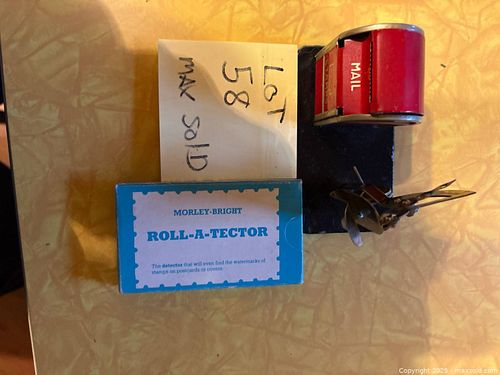 LOT
58
MAX SOLD
MAIL
MORLEY-BRIGHT
ROLL-A-TECTOR
The detector that will even find the watermarks of
stamps on postcards or covers.
Copyright 2025 - maxsold.com